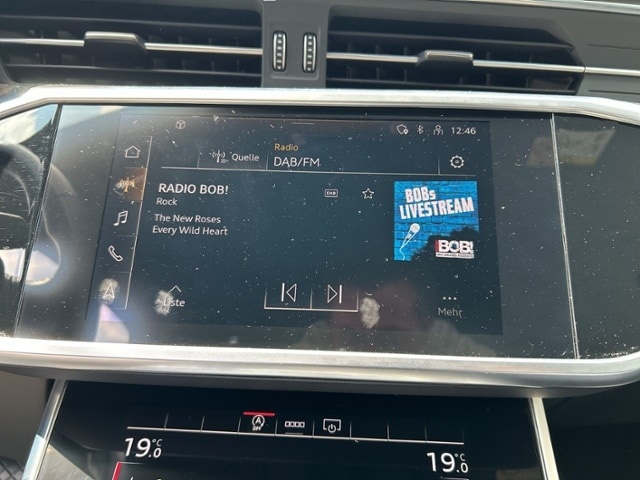 12:46
Radio
Quelle DAB/FM
RADIO BOB!
DAB
Rock
The New Roses
Every Wild Heart
BOBs
LIVESTREAM
BOB!
Liste
Mehr
OFF
19.0 °C
19.0 °C